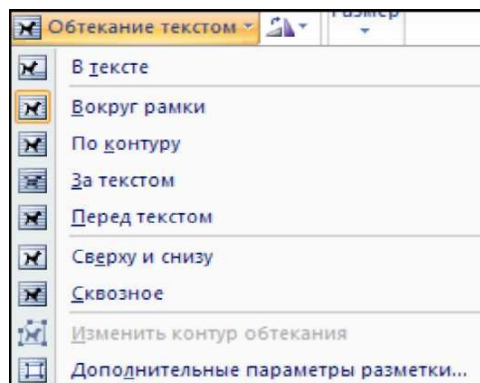 Обтекание текстом
Размер
В тексте
Вокруг рамки
По контуру
За текстом
Перед текстом
Сверху и снизу
Сквозное
Изменить контур обтекания
Дополнительные параметры разметки...